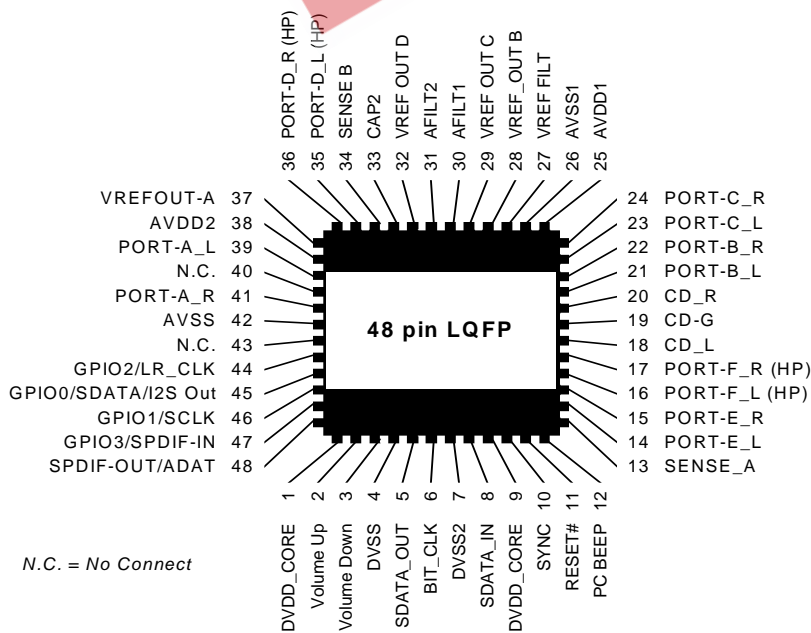 36 PORT-D_R (HP)
35 PORT-D_L (HP)
34 SENSE B
33 CAP2
32 VREF OUT D
31 AFILT2
30 AFILT1
29 VREF OUT C
28 VREF_OUT B
27 VREF FILT
26 AVSS1
25 AVDD1
VREFOUT-A 37
AVDD2 38
PORT-A_L 39
N.C. 40
PORT-A_R 41
AVSS 42
N.C. 43
GPIO2/LR_CLK 44
GPIO0/SDATA/I2S Out 45
GPIO1/SCLK 46
GPIO3/SPDIF-IN 47
SPDIF-OUT/ADAT 48
48 pin LQFP
24 PORT-C_R
23 PORT-C_L
22 PORT-B_R
21 PORT-B_L
20 CD_R
19 CD-G
18 CD_L
17 PORT-F_R (HP)
16 PORT-F_L (HP)
15 PORT-E_R
14 PORT-E_L
13 SENSE_A
DVDD_CORE 1
Volume Up 2
Volume Down 3
DVSS 4
SDATA_OUT 5
BIT_CLK 6
DVSS2 7
SDATA_IN 8
DVDD_CORE 9
SYNC 10
RESET# 11
PC BEEP 12
N.C. = No Connect